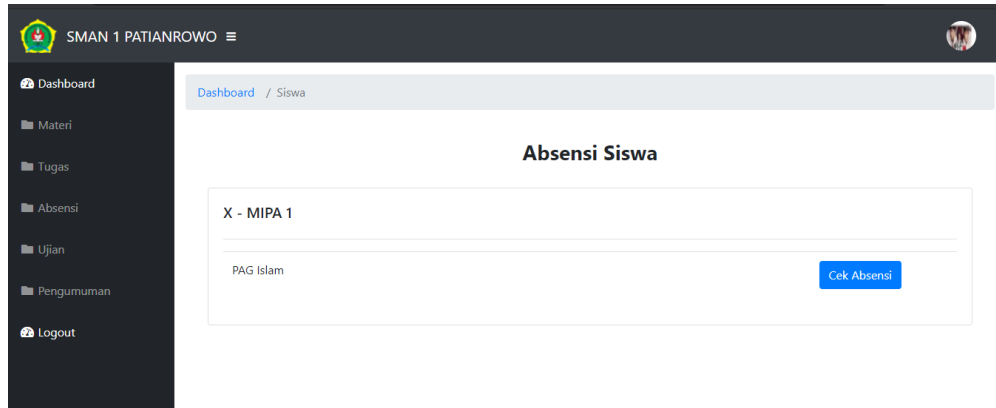 SMAN 1 PATIANROWO
Dashboard
Materi
Tugas
Absensi
Ujian
Pengumuman
Logout
Dashboard / Siswa
Absensi Siswa
X - MIPA 1
PAG Islam
Cek Absensi